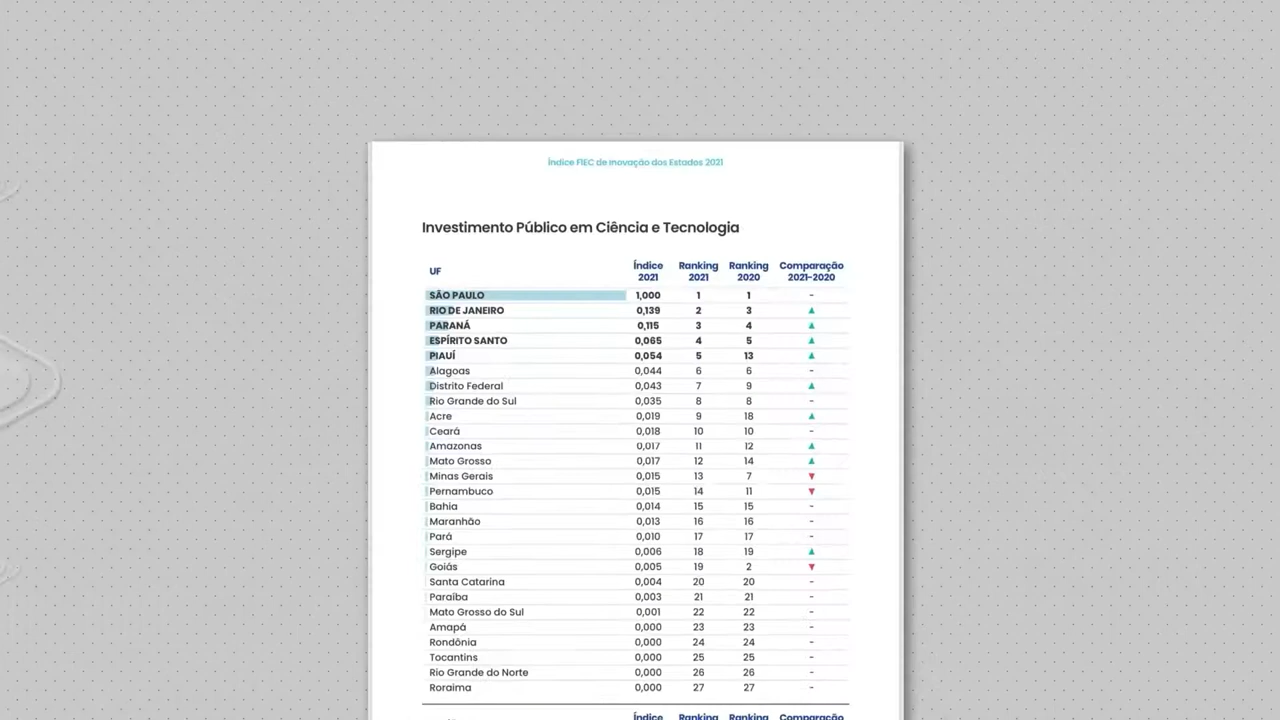 Índice FIEC de Inovação dos Estados 2021
Investimento Público em Ciência e Tecnologia
UF Índice 2021 Ranking 2021 Ranking 2020 Comparação 2021-2020
SÃO PAULO 1,000 1 1 -
RIO DE JANEIRO 0,139 2 3 ▲
PARANÁ 0,115 3 4 ▲
ESPÍRITO SANTO 0,065 4 5 ▲
PIAUÍ 0,054 5 13 ▲
Alagoas 0,044 6 6 -
Distrito Federal 0,043 7 9 ▲
Rio Grande do Sul 0,035 8 8 -
Acre 0,019 9 18 ▲
Ceará 0,018 10 10 -
Amazonas 0,017 11 12 ▲
Mato Grosso 0,017 12 14 ▲
Minas Gerais 0,015 13 7 ▼
Pernambuco 0,015 14 11 ▼
Bahia 0,014 15 15 -
Maranhão 0,013 16 16 -
Pará 0,010 17 17 -
Sergipe 0,006 18 19 ▲
Goiás 0,005 19 2 ▼
Santa Catarina 0,004 20 20 -
Paraíba 0,003 21 21 -
Mato Grosso do Sul 0,001 22 22 -
Amapá 0,000 23 23 -
Rondônia 0,000 24 24 -
Tocantins 0,000 25 25 -
Rio Grande do Norte 0,000 26 26 -
Roraima 0,000 27 27 -
Índice Ranking Ranking Comparação